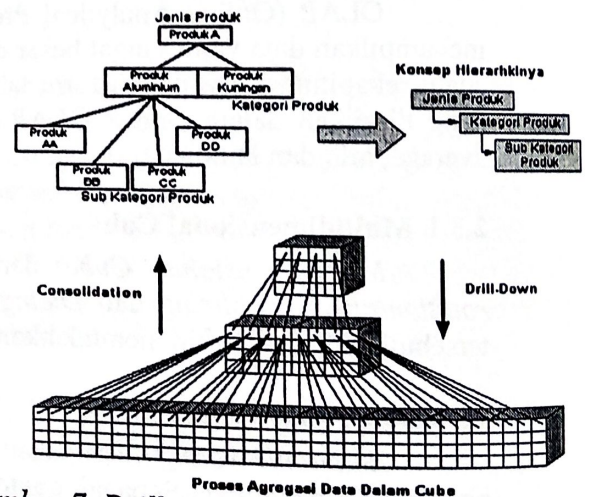 Jenis Produk
Produk A
Produk
Aluminium
Produk
Kuningan
Kategori Produk
Produk
AA
Produk
DD
Produk
DB
Produk
CC
Sub Kategori Produk
Konsep Hierarhkinya
Jenis Produk
Kategori Produk
Sub Kategori
Produk
Consolidation
Drill-Down
Proses Agregasi Data Dalam Cube